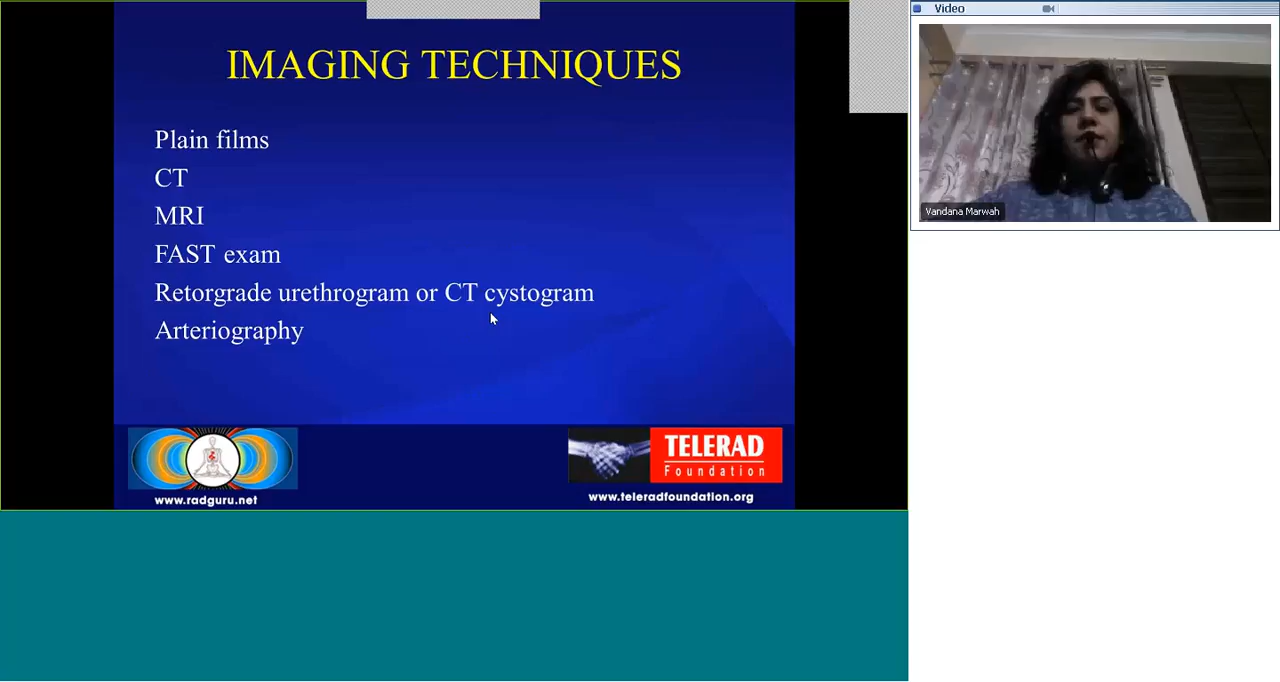 IMAGING TECHNIQUES
Plain films
CT
MRI
FAST exam
Retorgrade urethrogram or CT cystogram
Arteriography
www.radguru.net
TELERAD
Foundation
www.teleradfoundation.org
Video
Vandana Marwah